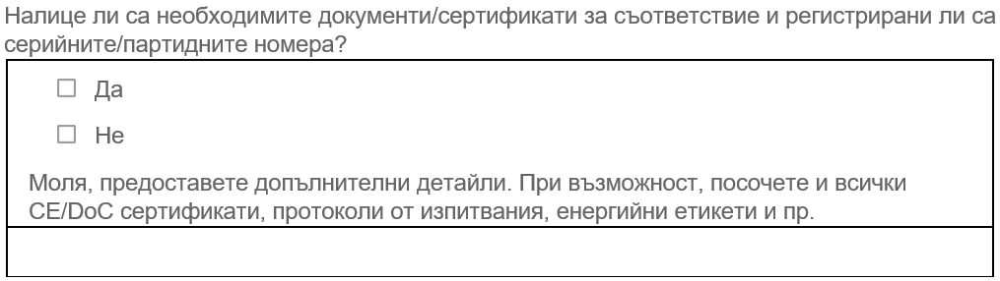 Налице ли са необходимите документи/сертификати за съответствие и регистрирани ли са
серийните/партидните номера?
Да
Не
Моля, предоставете допълнителни детайли. При възможност, посочете и всички
CE/DoC сертификати, протоколи от изпитвания, енергийни етикети и пр.